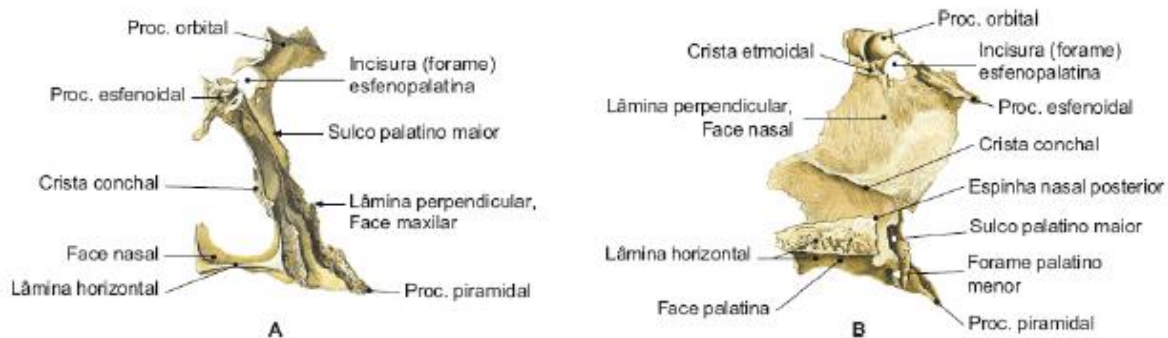 Proc. orbital
Incisura (forame)
esfenopalatina
Proc. esfenoidal
Sulco palatino maior
Crista conchal
Lâmina perpendicular,
Face maxilar
Face nasal
Lâmina horizontal
Proc. piramidal
A
Proc. orbital
Crista etmoidal
Incisura (forame)
esfenopalatina
Proc. esfenoidal
Lâmina perpendicular,
Face nasal
Crista conchal
Espinha nasal posterior
Sulco palatino maior
Lâmina horizontal
Forame palatino
menor
Face palatina
Proc. piramidal
B